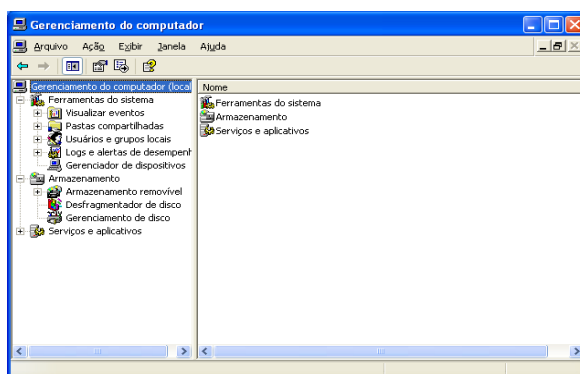 Gerenciamento do computador
Arquivo Ação Exibir Janela Ajuda
Gerenciamento do computador (local
Ferramentas do sistema
Visualizar eventos
Pastas compartilhadas
Usuários e grupos locais
Logs e alertas de desempenh
Gerenciador de dispositivos
Armazenamento
Armazenamento removível
Desfragmentador de disco
Gerenciamento de disco
Serviços e aplicativos
Nome
Ferramentas do sistema
Armazenamento
Serviços e aplicativos